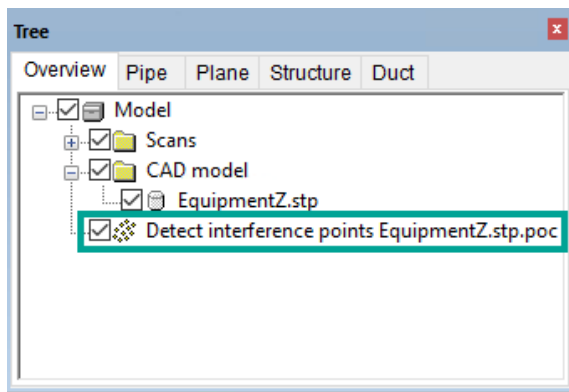 Tree
Overview Pipe Plane Structure Duct
Model
Scans
CAD model
EquipmentZ.stp
Detect interference points EquipmentZ.stp.poc